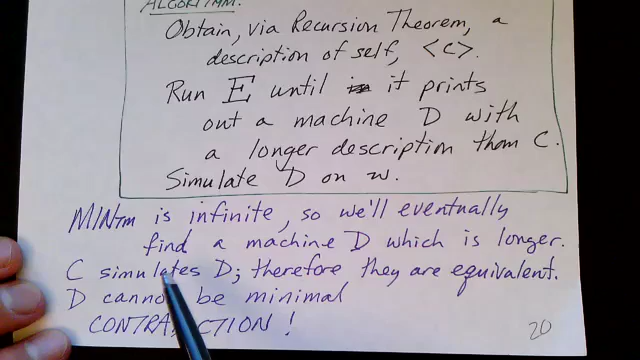 ALGORITHM.
Obtain, via Recursion Theorem, a
description of self, <C>.
Run E until it prints
out a machine D with
a longer description than C.
Simulate D on w.
MINTM is infinite, so we'll eventually
find a machine D which is longer.
C simulates D; therefore they are equivalent.
D cannot be minimal
CONTRADICTION!
20